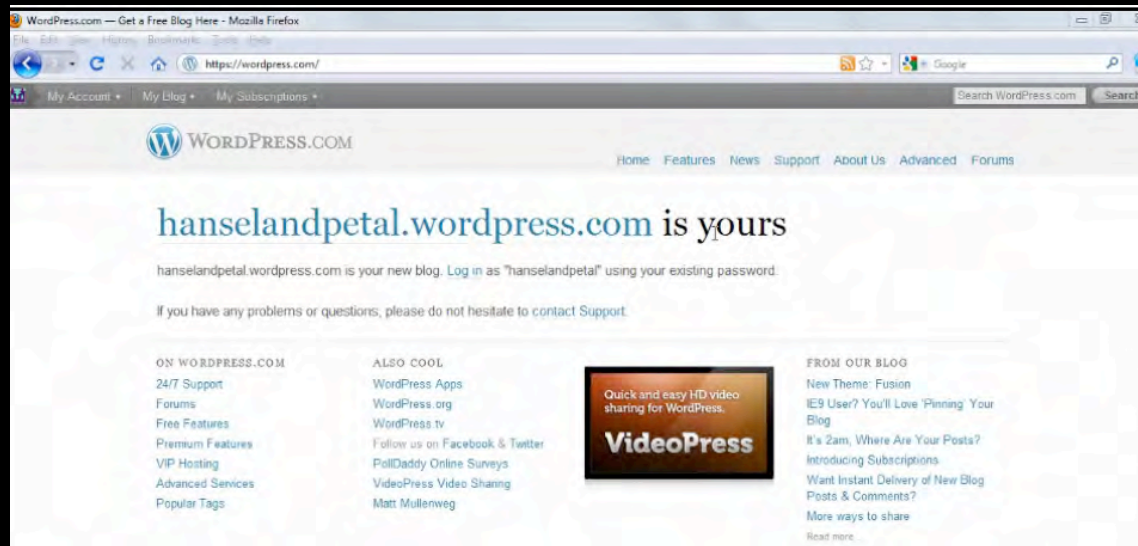 WordPress.com — Get a Free Blog Here - Mozilla Firefox
File Edit View History Bookmarks Tools Help
https://wordpress.com/
Google
My Account
My Blog
My Subscriptions
Search WordPress.com
Search
WORDPRESS.COM
Home Features News Support About Us Advanced Forums
hanselandpetal.wordpress.com is yours
hanselandpetal.wordpress.com is your new blog. Log in as "hanselandpetal" using your existing password.
If you have any problems or questions, please do not hesitate to contact Support.
ON WORDPRESS.COM
24/7 Support
Forums
Free Features
Premium Features
VIP Hosting
Advanced Services
Popular Tags
ALSO COOL
WordPress Apps
WordPress.org
WordPress.tv
Follow us on Facebook & Twitter
PollDaddy Online Surveys
VideoPress Video Sharing
Matt Mullenweg
Quick and easy HD video
sharing for WordPress.
VideoPress
FROM OUR BLOG
New Theme: Fusion
IE9 User? You'll Love 'Pinning' Your
Blog
It's 2am, Where Are Your Posts?
Introducing Subscriptions
Want Instant Delivery of New Blog
Posts & Comments?
More ways to share
Read more...